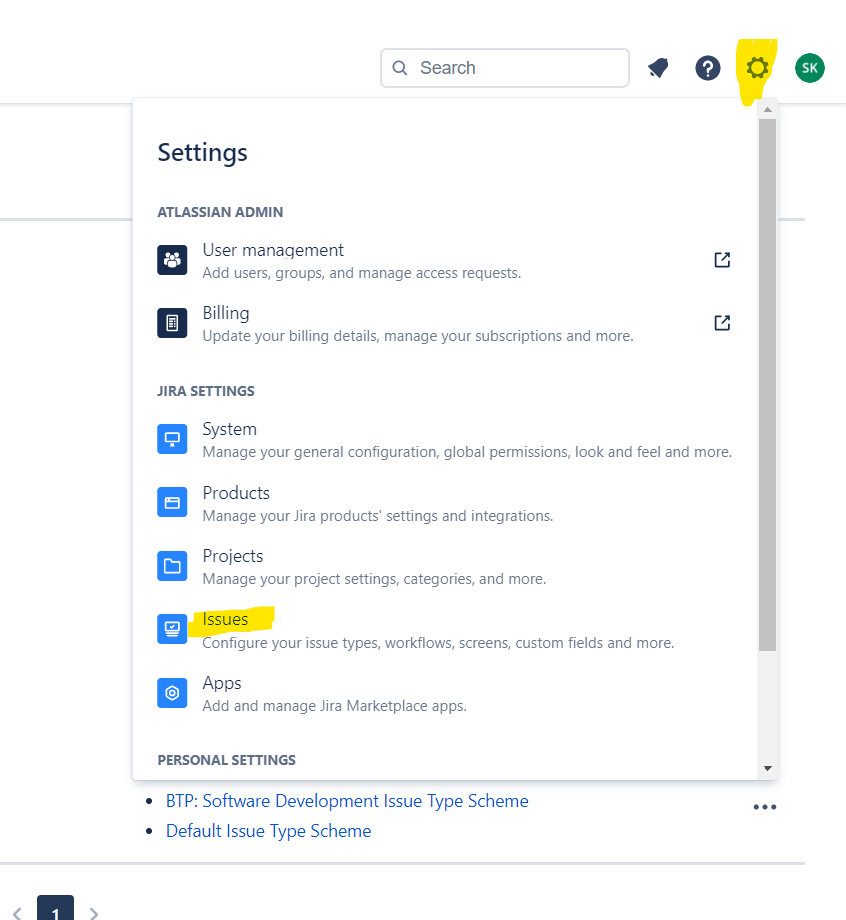 Search
SK
Settings
ATLASSIAN ADMIN
User management
Add users, groups, and manage access requests.
Billing
Update your billing details, manage your subscriptions and more.
JIRA SETTINGS
System
Manage your general configuration, global permissions, look and feel and more.
Products
Manage your Jira products' settings and integrations.
Projects
Manage your project settings, categories, and more.
Issues
Configure your issue types, workflows, screens, custom fields and more.
Apps
Add and manage Jira Marketplace apps.
PERSONAL SETTINGS
BTP: Software Development Issue Type Scheme
Default Issue Type Scheme
1